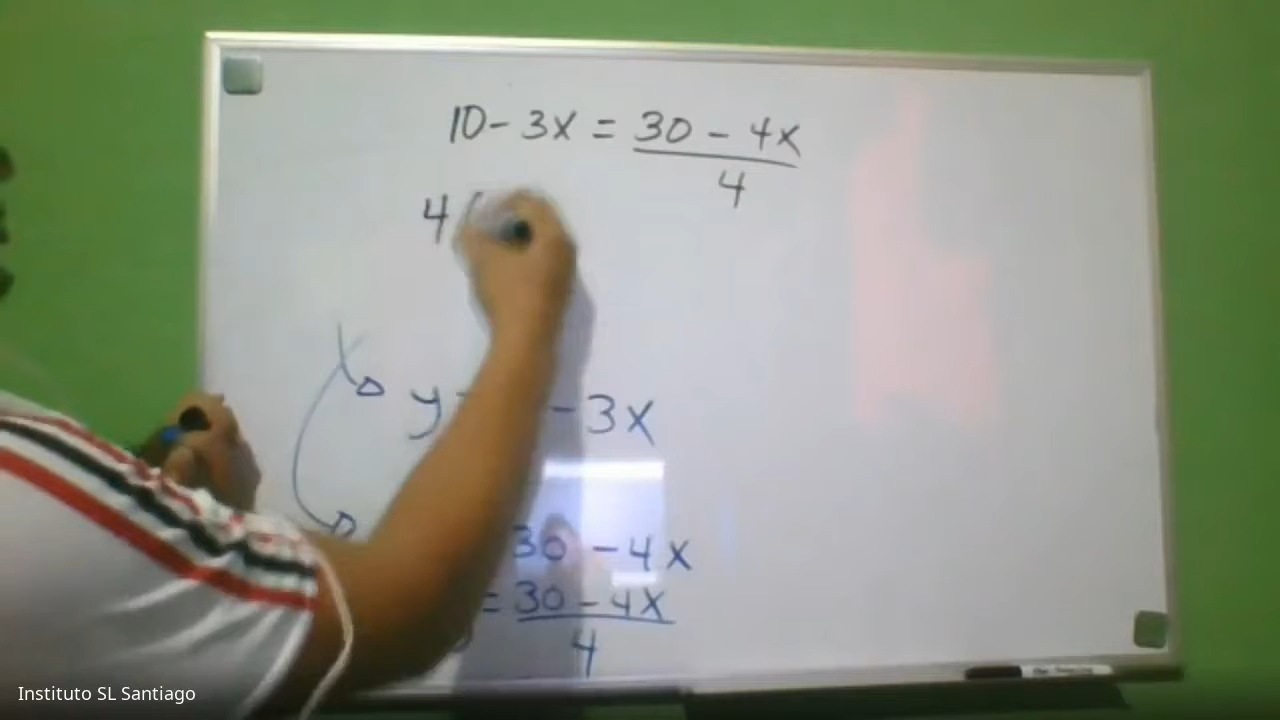 10 - 3x = 30 - 4x
4
4 (
y - 3x
30 - 4x
= 30 - 4x
4
Instituto SL Santiago